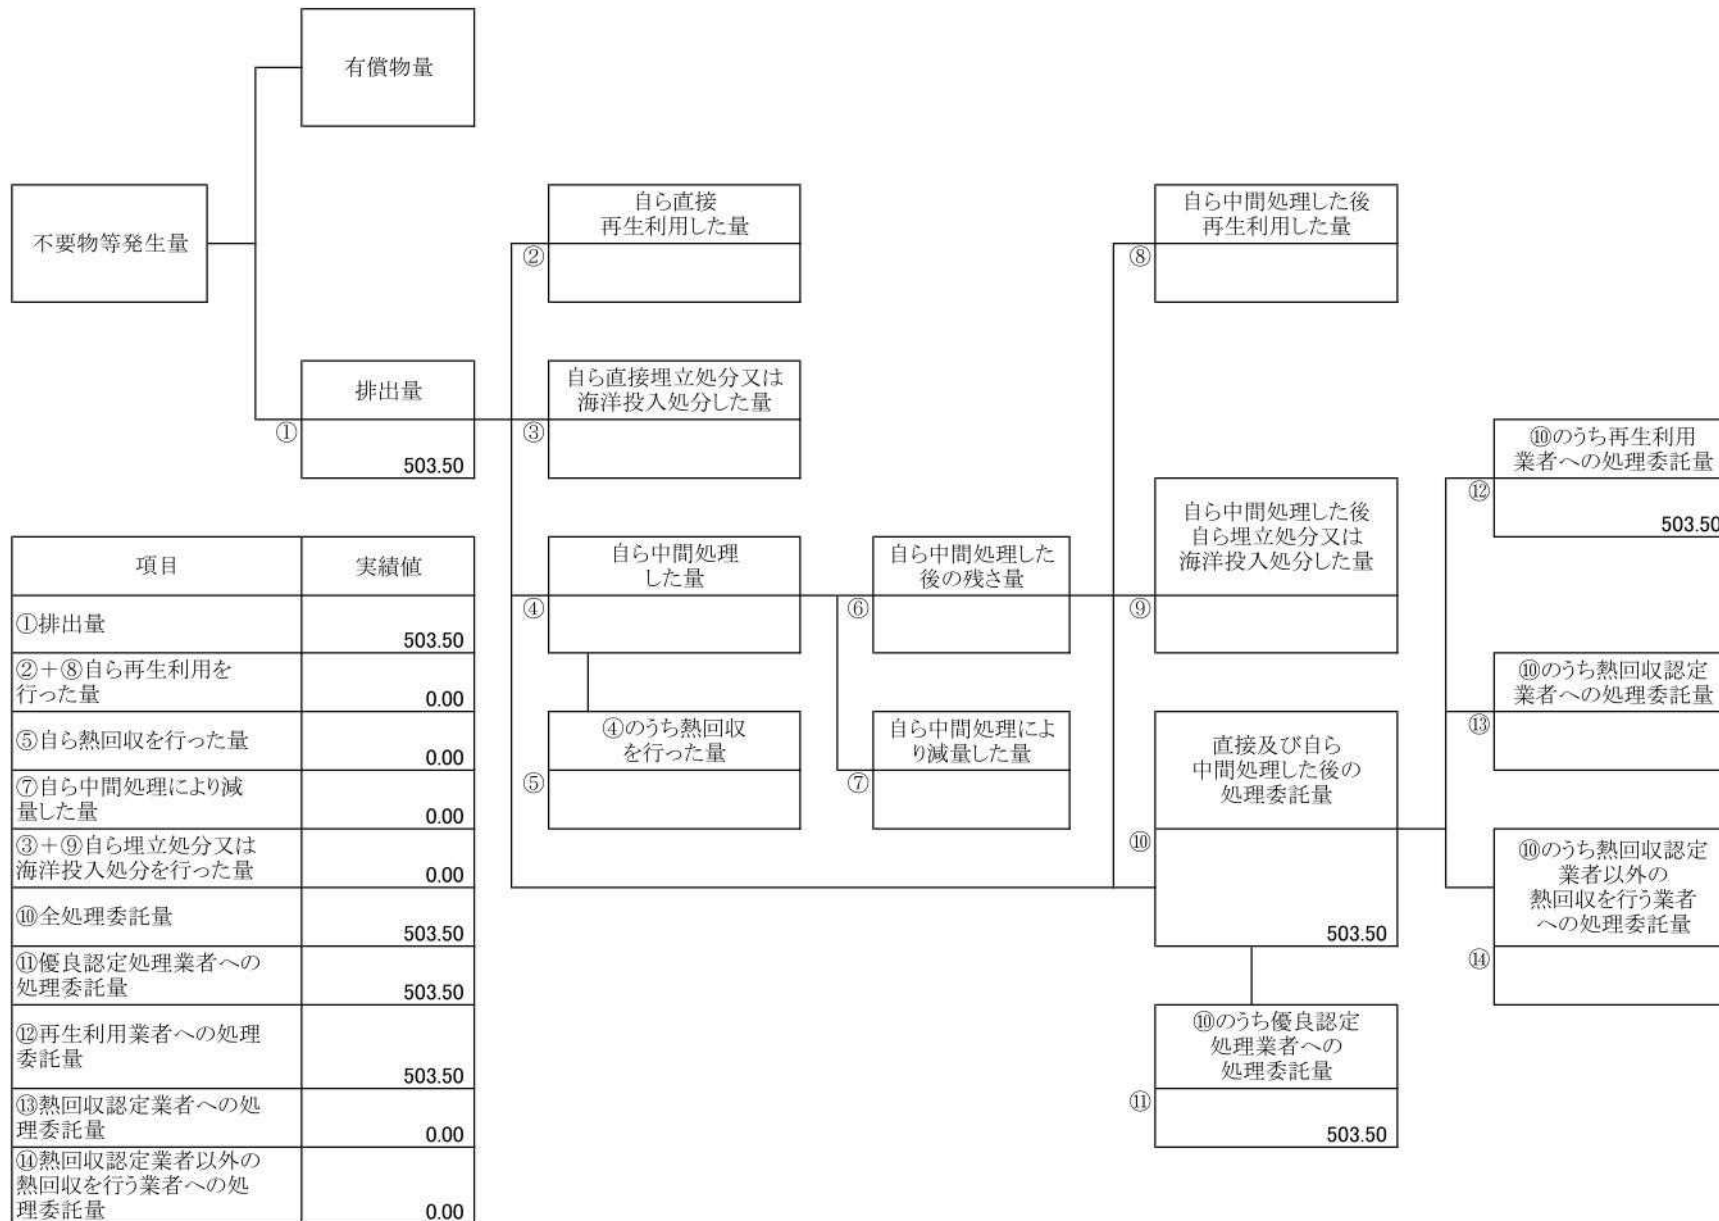 有償物量
不要物等発生量
自ら直接
再生利用した量
②
自ら中間処理した後
再生利用した量
⑧
排出量
①
503.50
自ら直接埋立処分又は
海洋投入処分した量
③
⑩のうち再生利用
業者への処理委託量
⑫
503.50
自ら中間処理
した量
④
自ら中間処理した
後の残さ量
⑥
自ら中間処理した後
自ら埋立処分又は
海洋投入処分した量
⑨
⑩のうち熱回収認定
業者への処理委託量
⑬
④のうち熱回収
を行った量
⑤
自ら中間処理によ
り減量した量
⑦
直接及び自ら
中間処理した後の
処理委託量
⑩
503.50
⑩のうち熱回収認定
業者以外の
熱回収を行う業者
への処理委託量
⑭
⑩のうち優良認定
処理業者への
処理委託量
⑪
503.50
項目 実績値
①排出量 503.50
②+⑧自ら再生利用を
行った量 0.00
⑤自ら熱回収を行った量 0.00
⑦自ら中間処理により減
量した量 0.00
③+⑨自ら埋立処分又は
海洋投入処分を行った量 0.00
⑩全処理委託量 503.50
⑪優良認定処理業者への
処理委託量 503.50
⑫再生利用業者への処理
委託量 503.50
⑬熱回収認定業者への処
理委託量 0.00
⑭熱回収認定業者以外の
熱回収を行う業者への処
理委託量 0.00